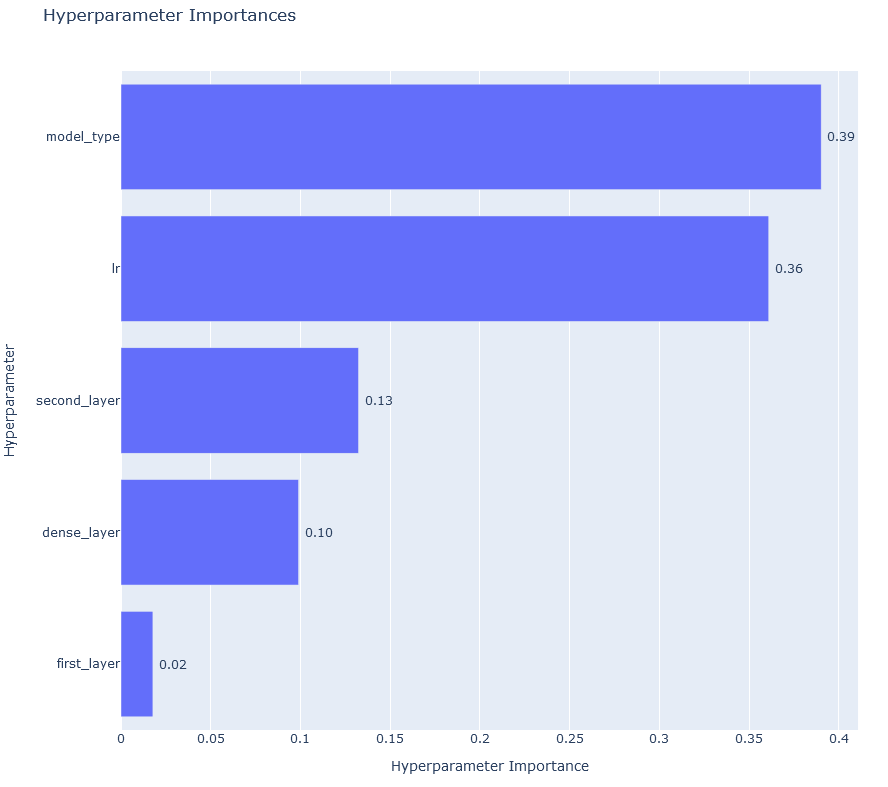 Hyperparameter Importances
model_type
0.39
lr
0.36
Hyperparameter
second_layer
0.13
dense_layer
0.10
first_layer
0.02
0 0.05 0.1 0.15 0.2 0.25 0.3 0.35 0.4
Hyperparameter Importance